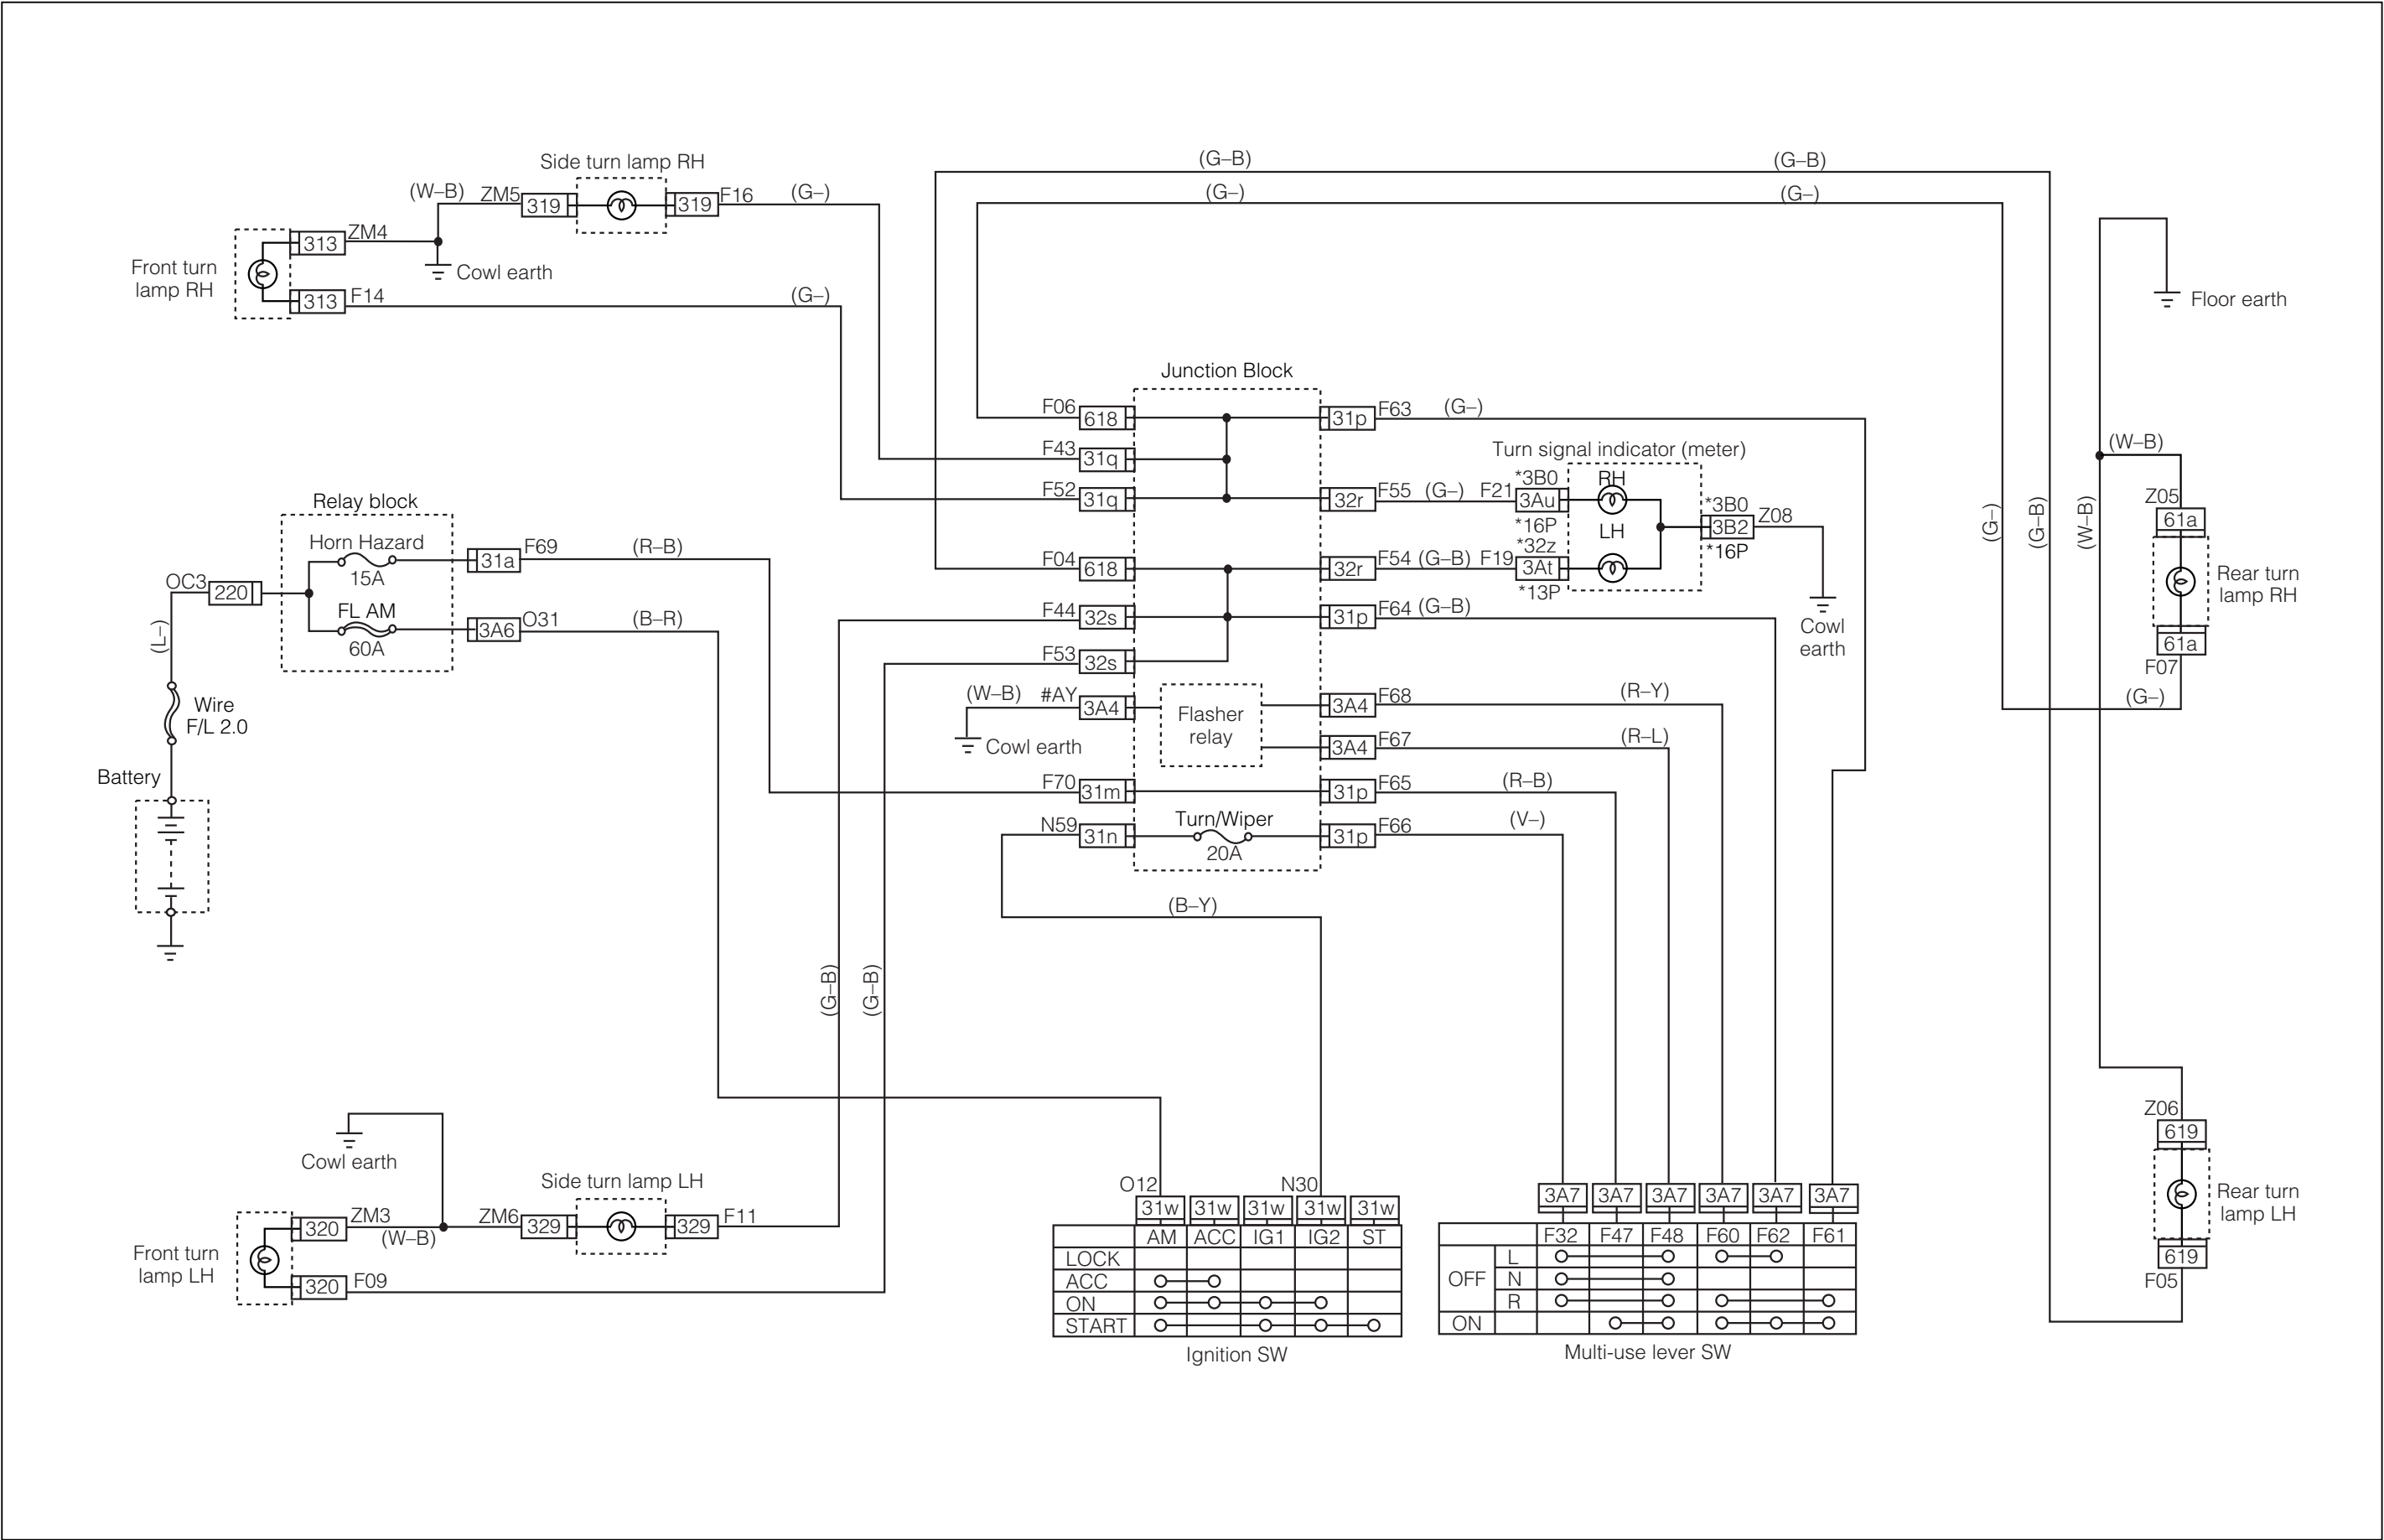 (G–B) (G–B)
Side turn lamp RH
(W–B) ZM5 319 319 F16 (G–) (G–) (G–)
313 ZM4
Front turn
lamp RH
Cowl earth
313 F14 (G–)
Floor earth
Junction Block
F06 618 31p F63 (G–)
F43 31q
Turn signal indicator (meter)
(W–B)
F52 31q 32r F55 (G–) F21 *3B0 3Au *16P RH
LH
*3B0 3B2 *16P Z08
F04 618 32r F54 (G–B) F19 *32z 3At *13P
F44 32s 31p F64 (G–B)
F53 32s
Cowl
earth
(G–) (G–B) (W–B)
Z05
61a
Rear turn
lamp RH
61a
F07
(G–)
Relay block
Horn Hazard
15A
31a F69 (R–B)
OC3 220
FL AM
60A
3A6 O31 (B–R)
(L–)
Wire
F/L 2.0
Battery
(W–B) #AY 3A4
Cowl earth
Flasher
relay
3A4 F68 (R–Y)
3A4 F67 (R–L)
F70 31m 31p F65 (R–B)
N59 31n Turn/Wiper 31p F66 (V–)
20A
(B–Y)
(G–B) (G–B)
Cowl earth
Side turn lamp LH
320 ZM3 ZM6 329 329 F11
(W–B)
Front turn
lamp LH
320 F09
O12 N30
31w 31w 31w 31w 31w
AM ACC IG1 IG2 ST
LOCK
ACC
ON
START
Ignition SW
3A7 3A7 3A7 3A7 3A7 3A7
F32 F47 F48 F60 F62 F61
L
OFF N
R
ON
Multi-use lever SW
Z06
619
Rear turn
lamp LH
619
F05